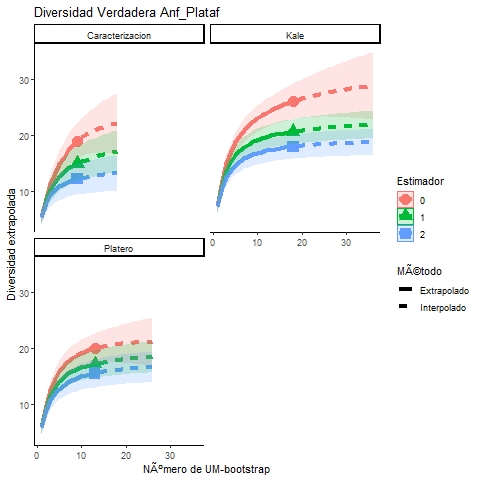 Diversidad Verdadera Anf_Plataf
Caracterizacion
Kale
30
20
10
0 10 20 30
Platero
30
20
10
0 10 20 30
Diversidad extrapolada
NÃºmero de UM-bootstrap
Estimador
0
1
2
MÃ©todo
Extrapolado
Interpolado